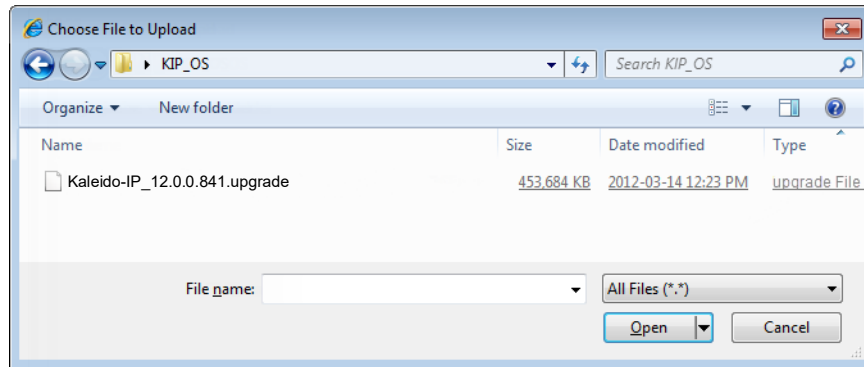 Choose File to Upload
KIP_OS
Search KIP_OS
Organize New folder
Name Size Date modified Type
Kaleido-IP_12.0.0.841.upgrade 453,684 KB 2012-03-14 12:23 PM upgrade File
File name: All Files (*.*)
Open Cancel